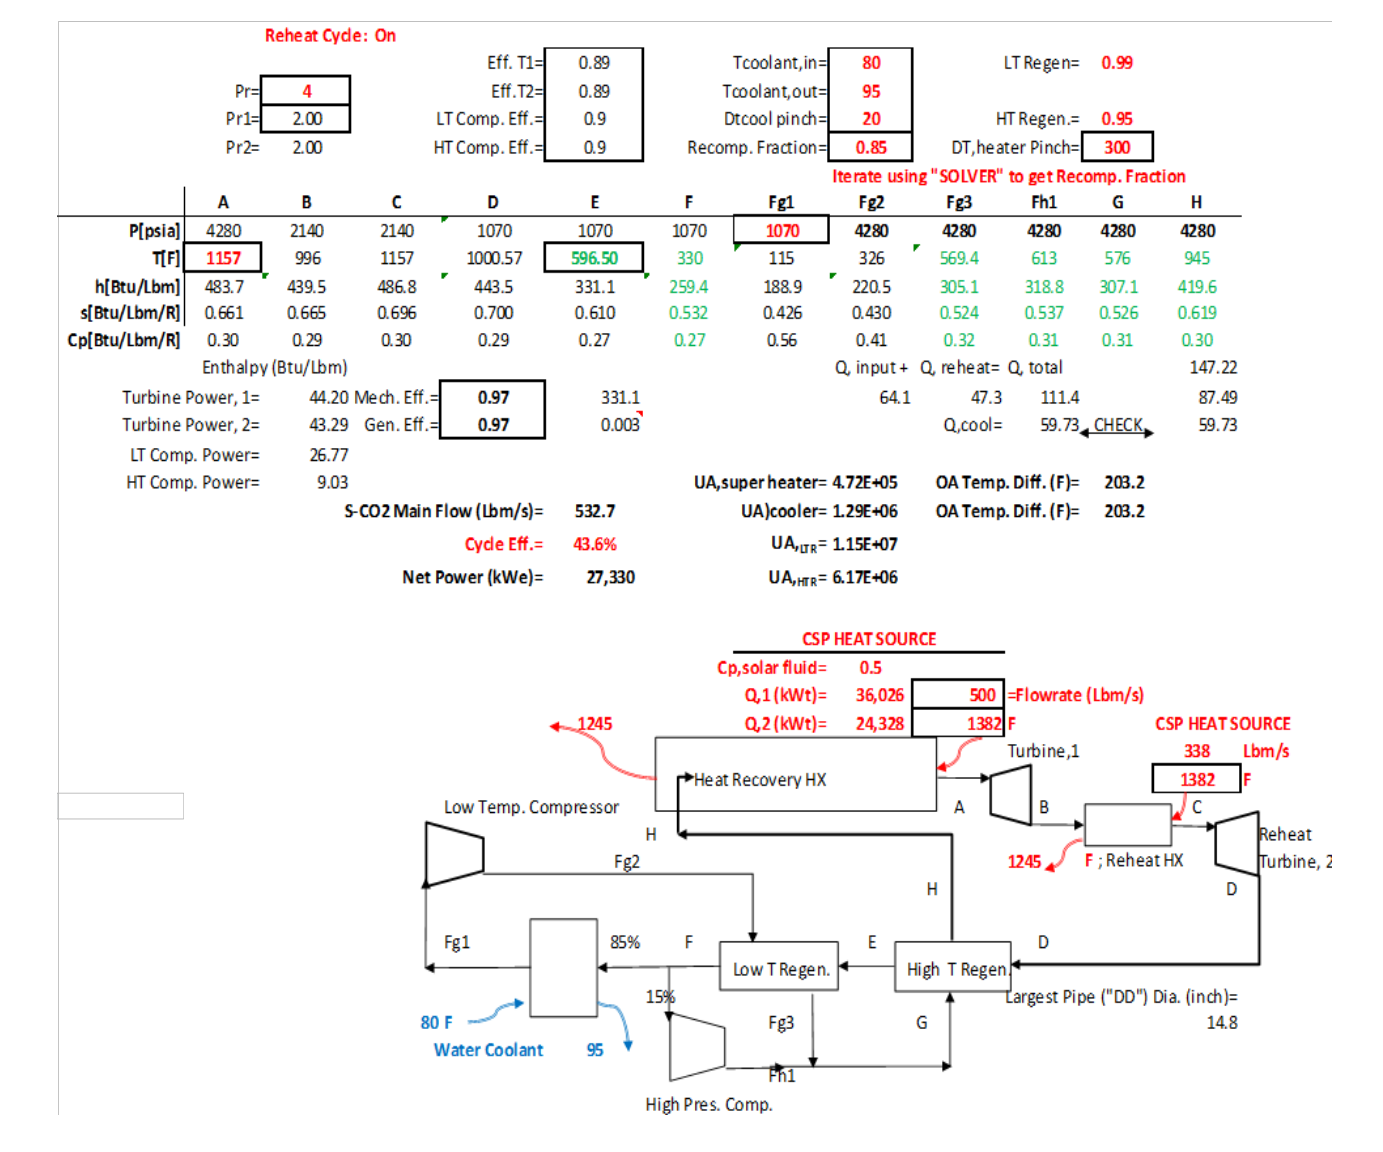 Reheat Cycle: On
Eff. T1= 0.89 Tcoolant,in= 80 LT Regen= 0.99
Pr= 4 Eff.T2= 0.89 Tcoolant,out= 95
Pr1= 2.00 LT Comp. Eff.= 0.9 Dtcool pinch= 20 HT Regen.= 0.95
Pr2= 2.00 HT Comp. Eff.= 0.9 Recomp. Fraction= 0.85 DT,heater Pinch= 300
Iterate using "SOLVER" to get Recomp. Fraction
A B C D E F Fg1 Fg2 Fg3 Fh1 G H
P[psia] 4280 2140 2140 1070 1070 1070 1070 4280 4280 4280 4280 4280
T[F] 1157 996 1157 1000.57 596.50 330 115 326 569.4 613 576 945
h[Btu/Lbm] 483.7 439.5 486.8 443.5 331.1 259.4 188.9 220.5 305.1 318.8 307.1 419.6
s[Btu/Lbm/R] 0.661 0.665 0.696 0.700 0.610 0.532 0.426 0.430 0.524 0.537 0.526 0.619
Cp[Btu/Lbm/R] 0.30 0.29 0.30 0.29 0.27 0.27 0.56 0.41 0.32 0.31 0.31 0.30
Enthalpy (Btu/Lbm) Q, input + Q, reheat= Q, total 147.22
Turbine Power, 1= 44.20 Mech. Eff.= 0.97 331.1 64.1 47.3 111.4 87.49
Turbine Power, 2= 43.29 Gen. Eff.= 0.97 0.003 Q,cool= 59.73 CHECK 59.73
LT Comp. Power= 26.77
HT Comp. Power= 9.03 UA,super heater= 4.72E+05 OA Temp. Diff. (F)= 203.2
S-CO2 Main Flow (Lbm/s)= 532.7 UA)cooler= 1.29E+06 OA Temp. Diff. (F)= 203.2
Cycle Eff.= 43.6% UA,LTR= 1.15E+07
Net Power (kWe)= 27,330 UA,HTR= 6.17E+06
CSP HEAT SOURCE
Cp,solar fluid= 0.5
Q,1 (kWt)= 36,026 500 =Flowrate (Lbm/s)
1245 Q,2 (kWt)= 24,328 1382 F CSP HEAT SOURCE
Turbine,1 338 Lbm/s
Heat Recovery HX 1382 F
Low Temp. Compressor A B C
H Reheat
Fg2 1245 F ; Reheat HX Turbine, 2
H D
Fg1 85% F E D
Low T Regen. High T Regen.
15% Largest Pipe ("DD") Dia. (inch)=
80 F Fg3 G 14.8
Water Coolant 95
Fh1
High Pres. Comp.